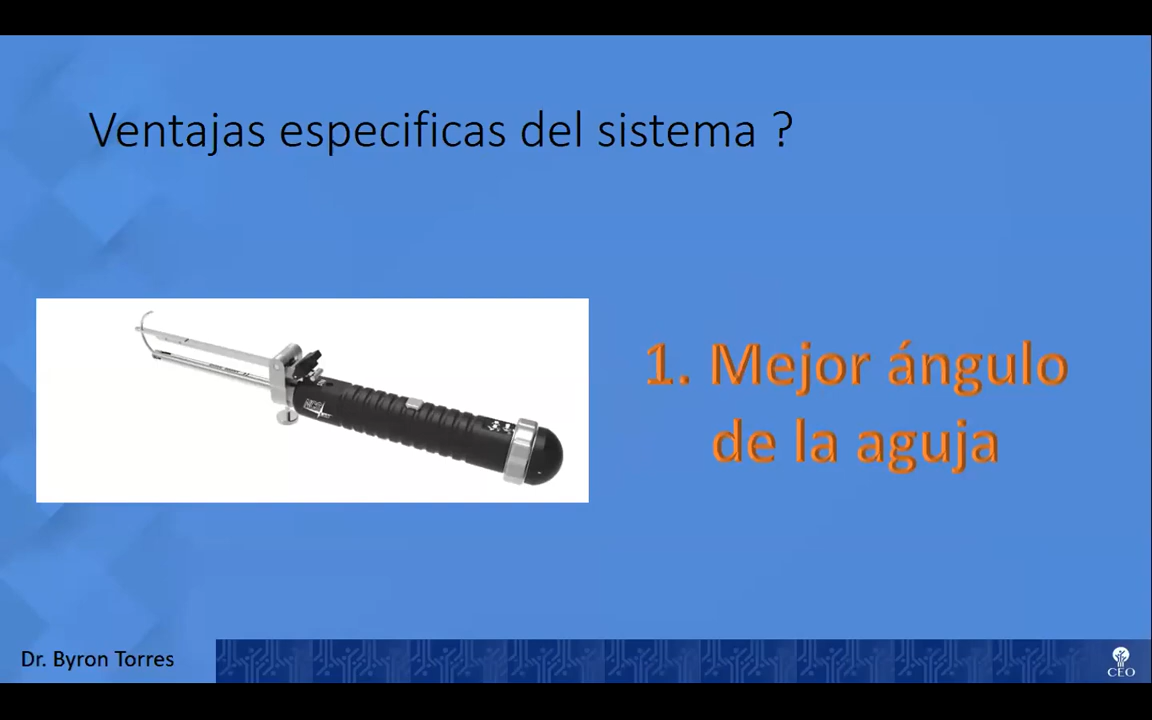 Ventajas especificas del sistema ?
1. Mejor ángulo
de la aguja
Dr. Byron Torres
CEO